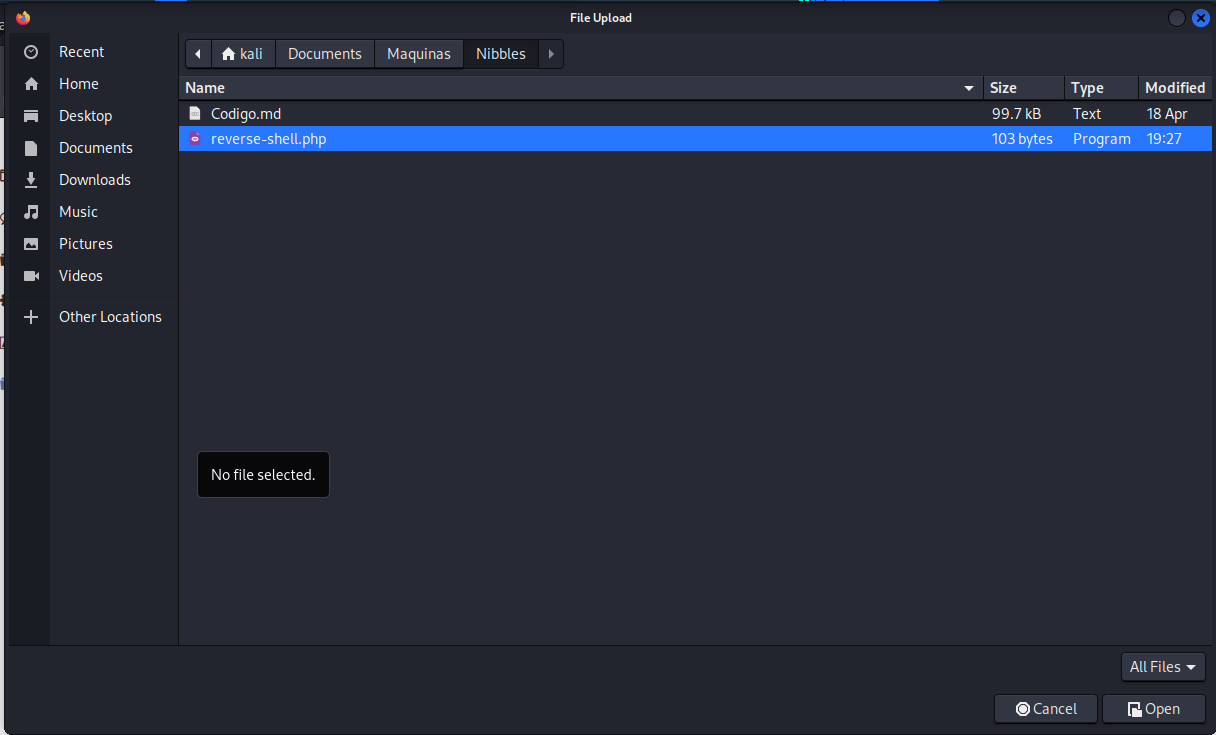 File Upload
Recent
Home
Desktop
Documents
Downloads
Music
Pictures
Videos
Other Locations
kali Documents Maquinas Nibbles
Name Size Type Modified
Codigo.md 99.7 kB Text 18 Apr
reverse-shell.php 103 bytes Program 19:27
No file selected.
All Files
Cancel Open